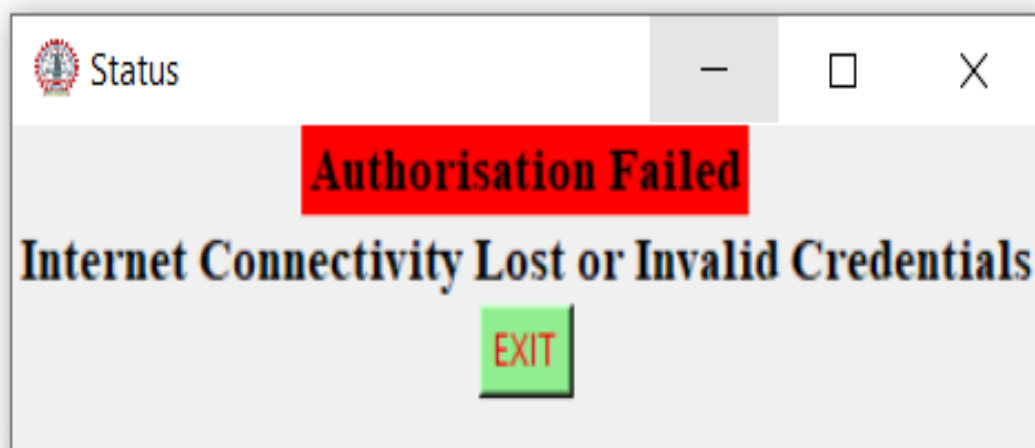 Status
Authorisation Failed
Internet Connectivity Lost or Invalid Credentials
EXIT